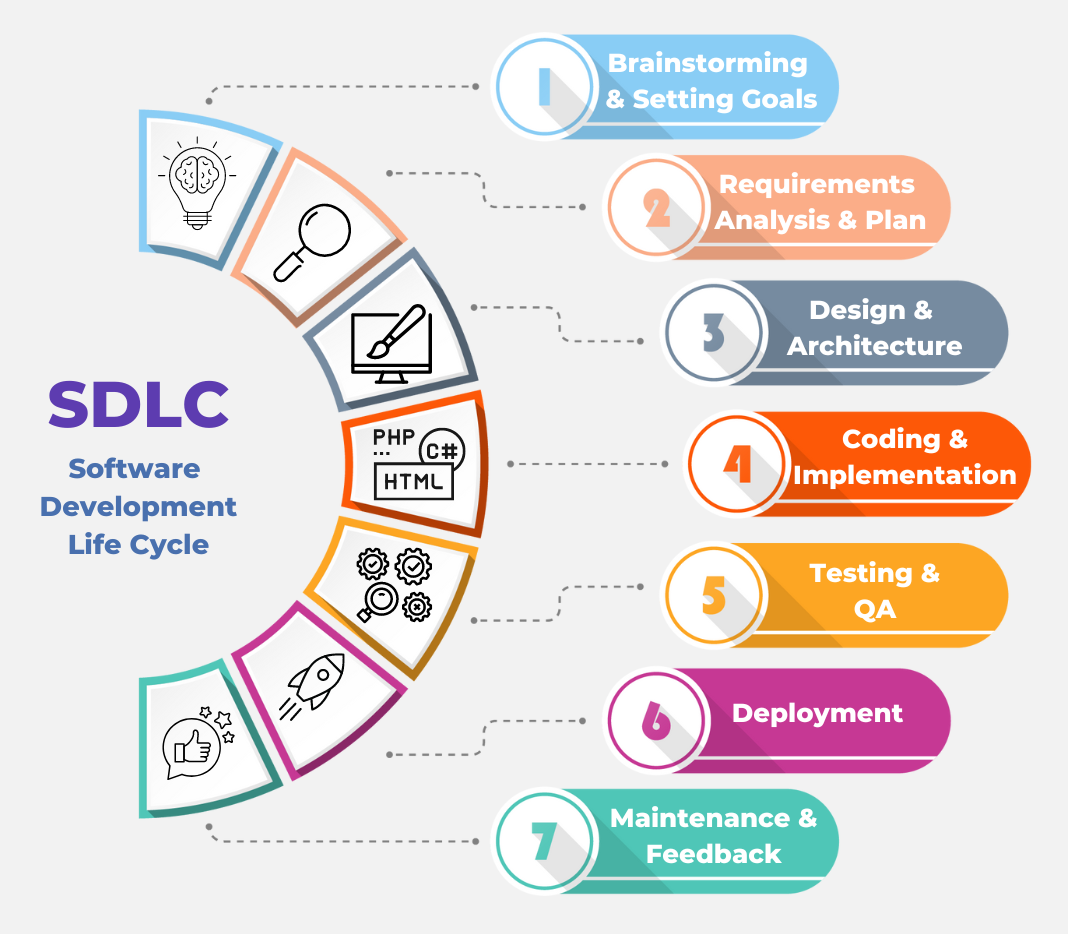 1
Brainstorming
& Setting Goals
2
Requirements
Analysis & Plan
3
Design &
Architecture
SDLC
Software
Development
Life Cycle
PHP
...
C#
HTML
4
Coding &
Implementation
5
Testing &
QA
6
Deployment
7
Maintenance &
Feedback